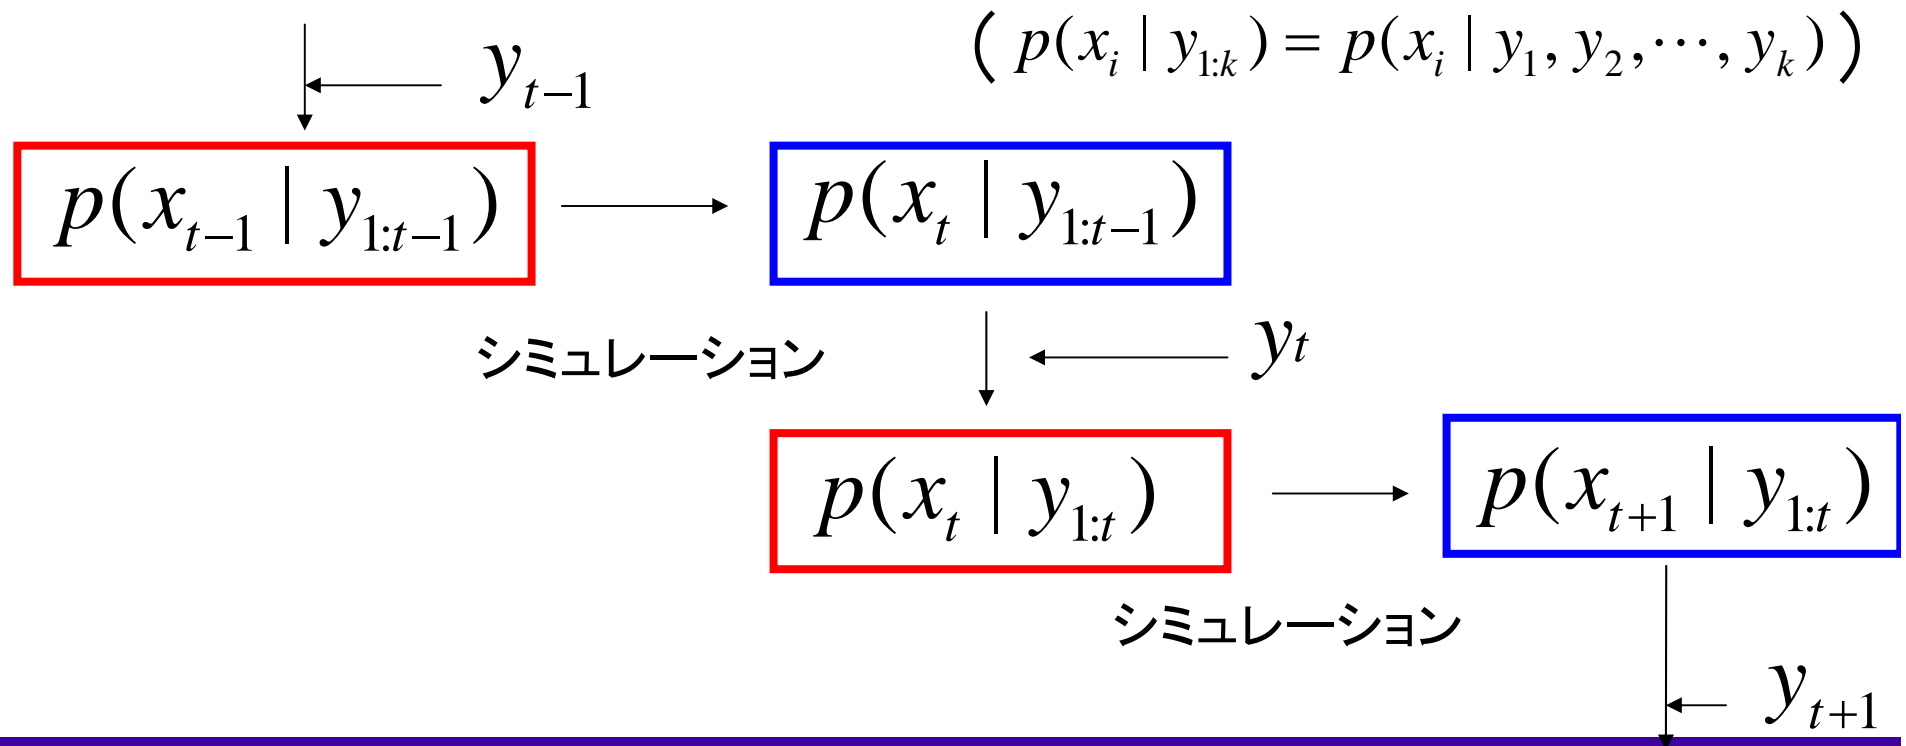 ( p(x_i | y_{1:k}) = p(x_i | y_1, y_2, ⋯, y_k) )
y_{t−1}
p(x_{t−1} | y_{1:t−1})
p(x_t | y_{1:t−1})
シミュレーション
y_t
p(x_t | y_{1:t})
p(x_{t+1} | y_{1:t})
シミュレーション
y_{t+1}